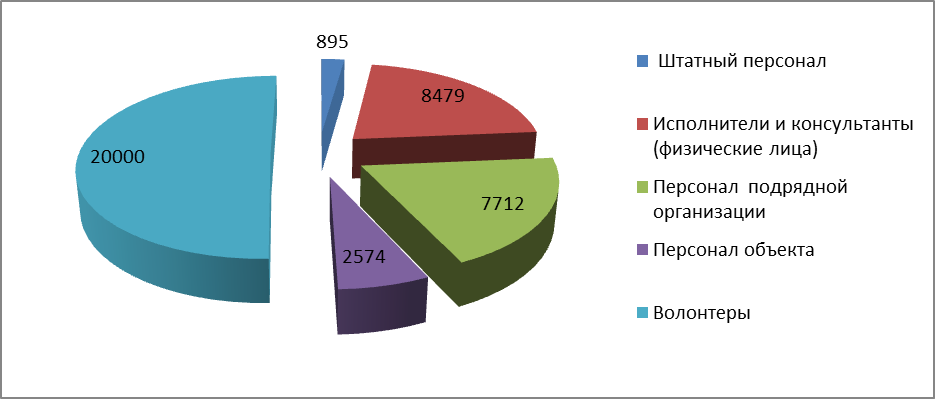 895
8479
7712
2574
20000
Штатный персонал
Исполнители и консультанты
(физические лица)
Персонал подрядной
организации
Персонал объекта
Волонтеры